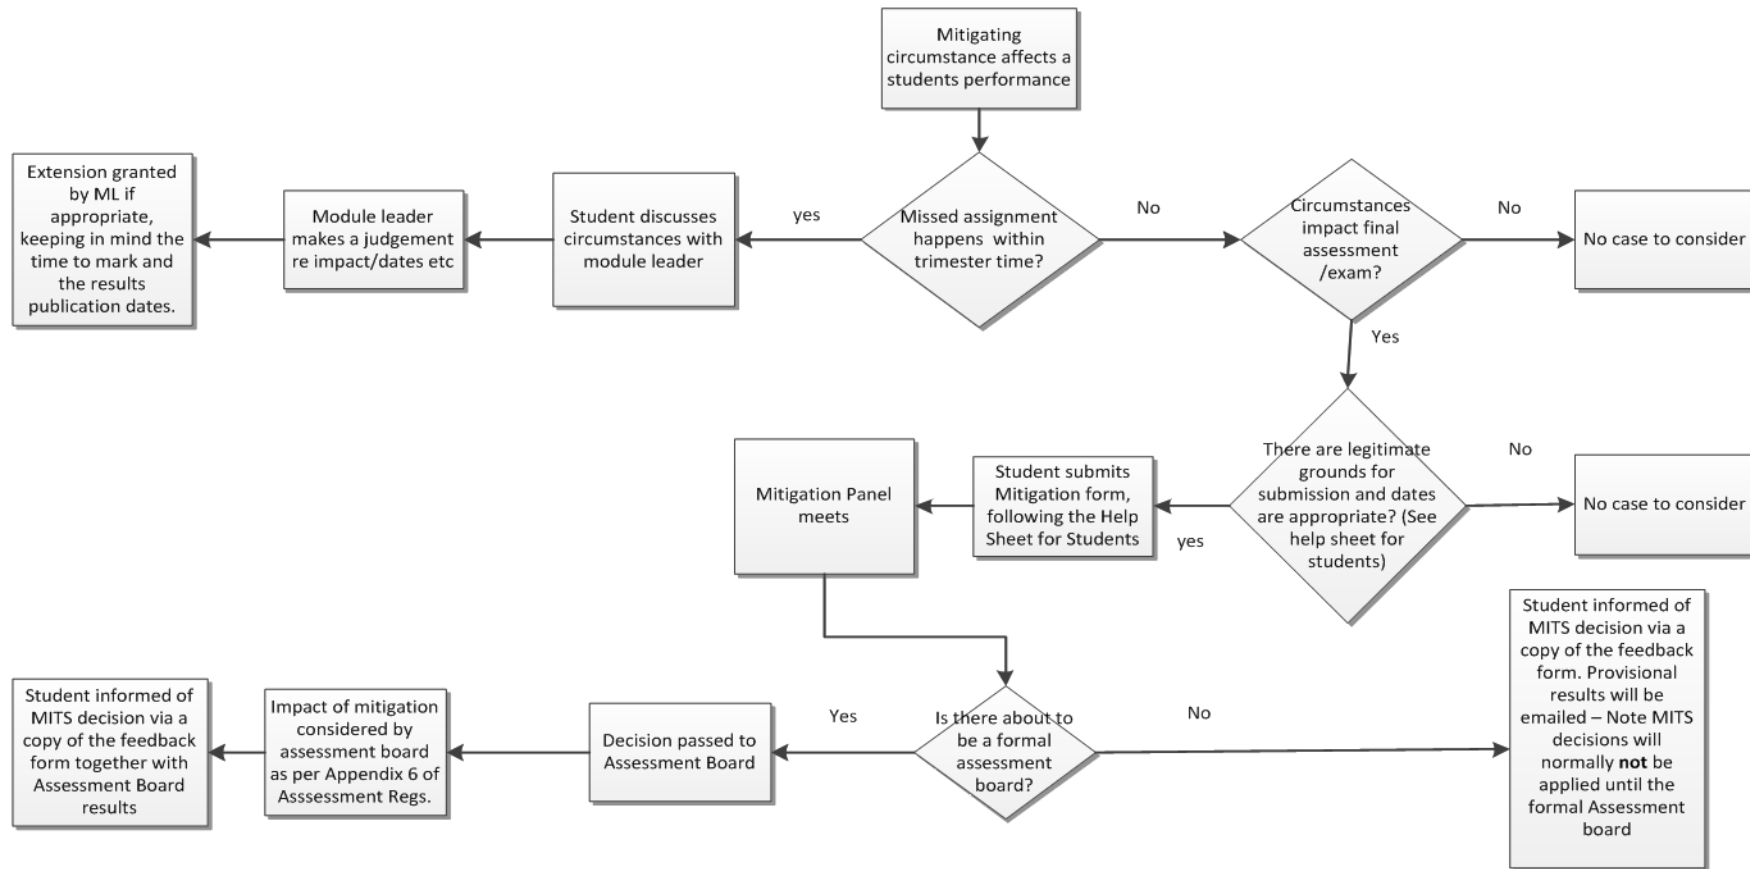 Mitigating
circumstance affects a
students performance
Extension granted
by ML if
appropriate,
keeping in mind the
time to mark and
the results
publication dates.
Module leader
makes a judgement
re impact/dates etc
Student discusses
circumstances with
module leader
yes
Missed assignment
happens within
trimester time?
No
Circumstances
impact final
assessment
/exam?
No
No case to consider
Yes
Mitigation Panel
meets
Student submits
Mitigation form,
following the Help
Sheet for Students
yes
There are legitimate
grounds for
submission and dates
are appropriate? (See
help sheet for
students)
No
No case to consider
Student informed of
MITS decision via a
copy of the feedback
form together with
Assessment Board
results
Impact of mitigation
considered by
assessment board
as per Appendix 6 of
Asssessment Regs.
Decision passed to
Assessment Board
Yes
Is there about to
be a formal
assessment
board?
No
Student informed of
MITS decision via a
copy of the feedback
form. Provisional
results will be
emailed – Note MITS
decisions will
normally not be
applied until the
formal Assessment
board